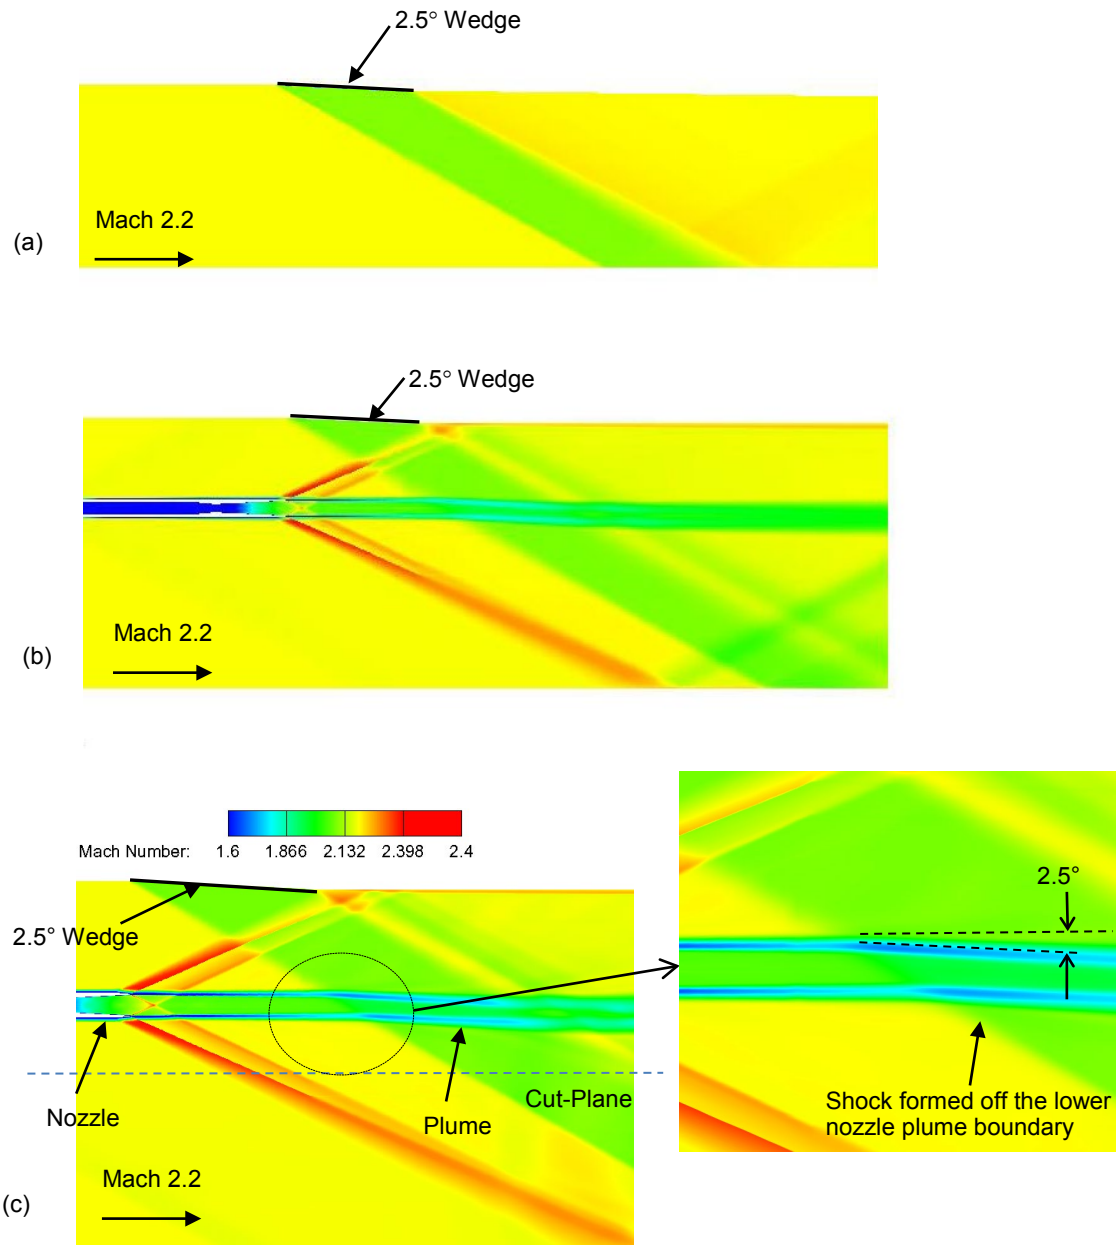 2.5° Wedge
Mach 2.2
(a)
2.5° Wedge
Mach 2.2
(b)
Mach Number: 1.6 1.866 2.132 2.398 2.4
2.5° Wedge
2.5°
Nozzle
Plume
Cut-Plane
Shock formed off the lower
nozzle plume boundary
Mach 2.2
(c)